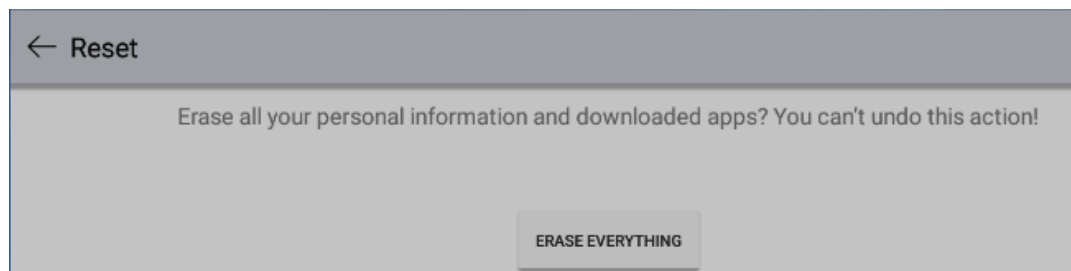 Reset
Erase all your personal information and downloaded apps? You can't undo this action!
ERASE EVERYTHING